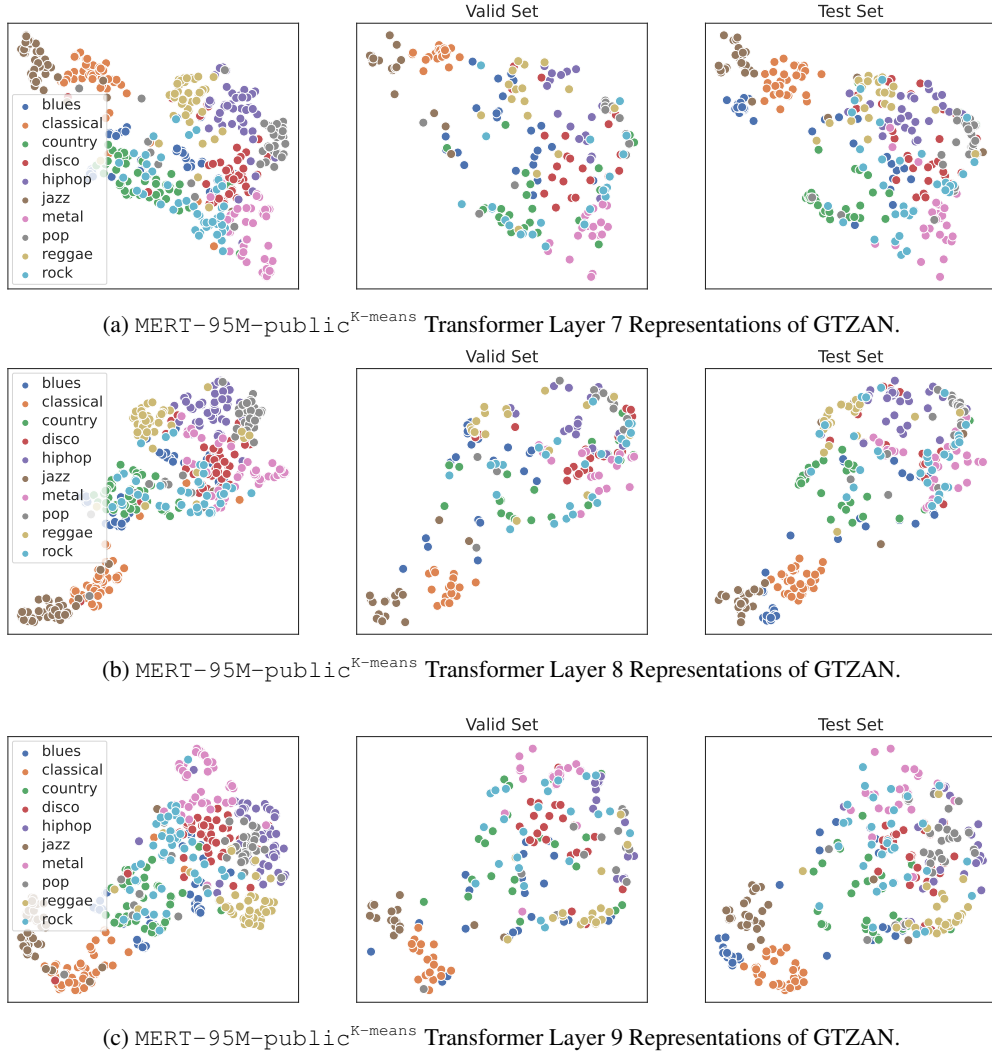 Valid Set
Test Set
blues
classical
country
disco
hiphop
jazz
metal
pop
reggae
rock
(a) MERT-95M-public^K-means Transformer Layer 7 Representations of GTZAN.
Valid Set
Test Set
blues
classical
country
disco
hiphop
jazz
metal
pop
reggae
rock
(b) MERT-95M-public^K-means Transformer Layer 8 Representations of GTZAN.
Valid Set
Test Set
blues
classical
country
disco
hiphop
jazz
metal
pop
reggae
rock
(c) MERT-95M-public^K-means Transformer Layer 9 Representations of GTZAN.